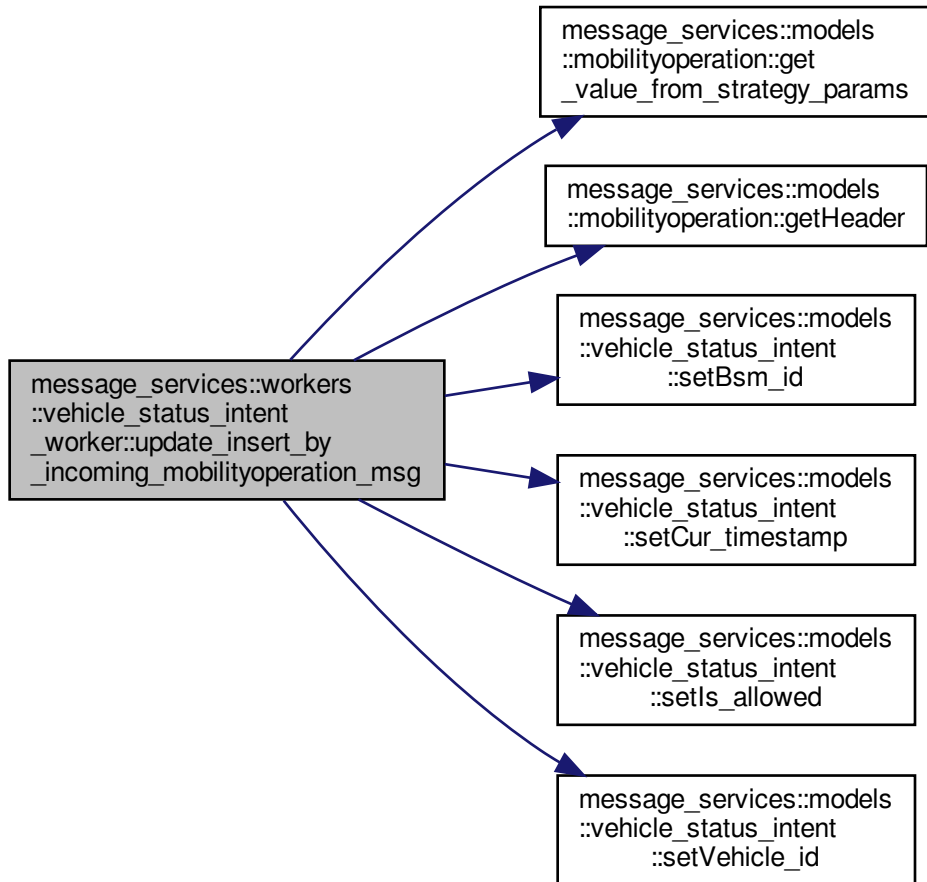 message_services::models
::mobilityoperation::get
_value_from_strategy_params
message_services::models
::mobilityoperation::getHeader
message_services::models
::vehicle_status_intent
::setBsm_id
message_services::workers
::vehicle_status_intent
_worker::update_insert_by
_incoming_mobilityoperation_msg
message_services::models
::vehicle_status_intent
::setCur_timestamp
message_services::models
::vehicle_status_intent
::setIs_allowed
message_services::models
::vehicle_status_intent
::setVehicle_id